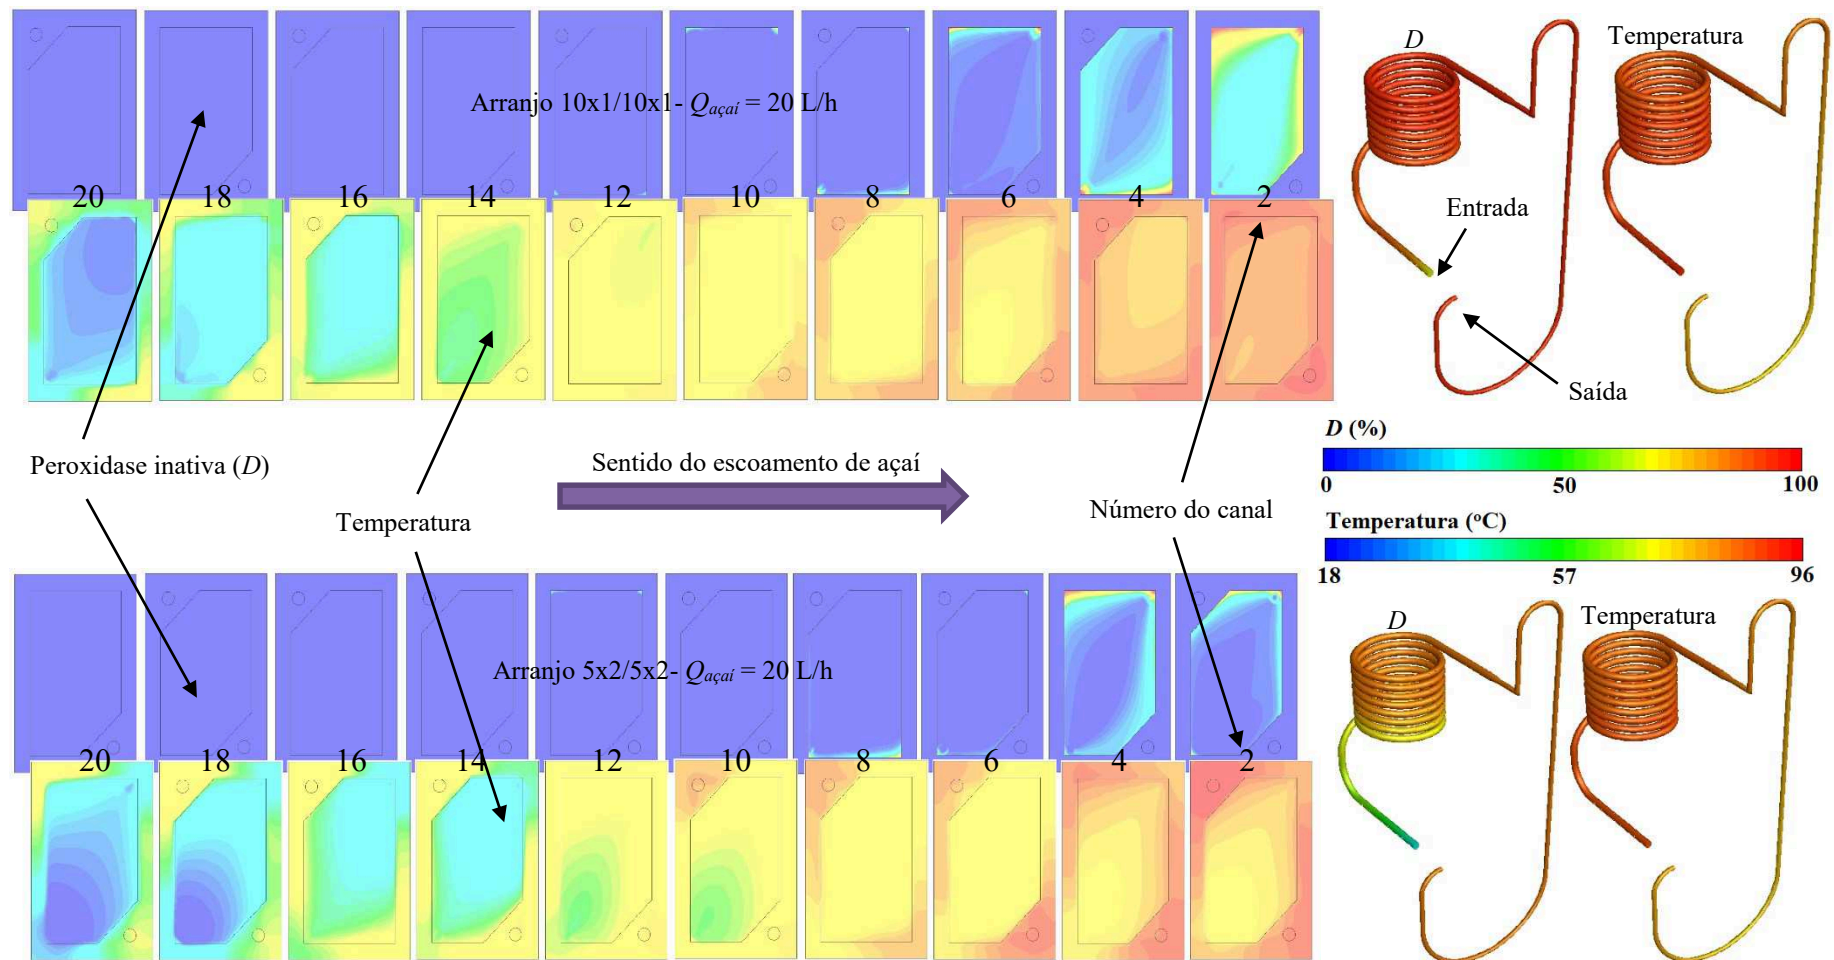 D
Temperatura
Arranjo 10x1/10x1- Qaçaí = 20 L/h
20 18 16 14 12 10 8 6 4 2
Entrada
Saída
D (%)
0 50 100
Peroxidase inativa (D)
Sentido do escoamento de açaí
Temperatura
Número do canal
Temperatura (°C)
18 57 96
D
Temperatura
Arranjo 5x2/5x2- Qaçaí = 20 L/h
20 18 16 14 12 10 8 6 4 2